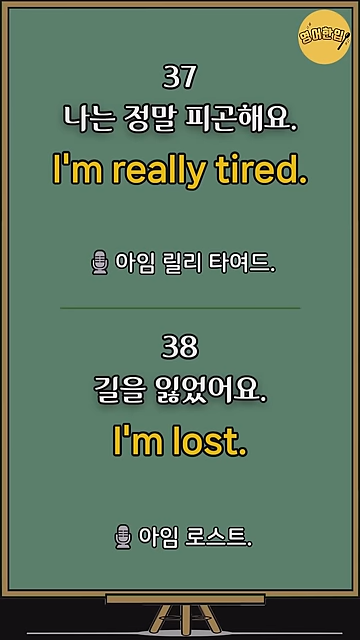 영어한입
37
나는 정말 피곤해요.
I'm really tired.
아임 릴리 타여드.
38
길을 잃었어요.
I'm lost.
아임 로스트.